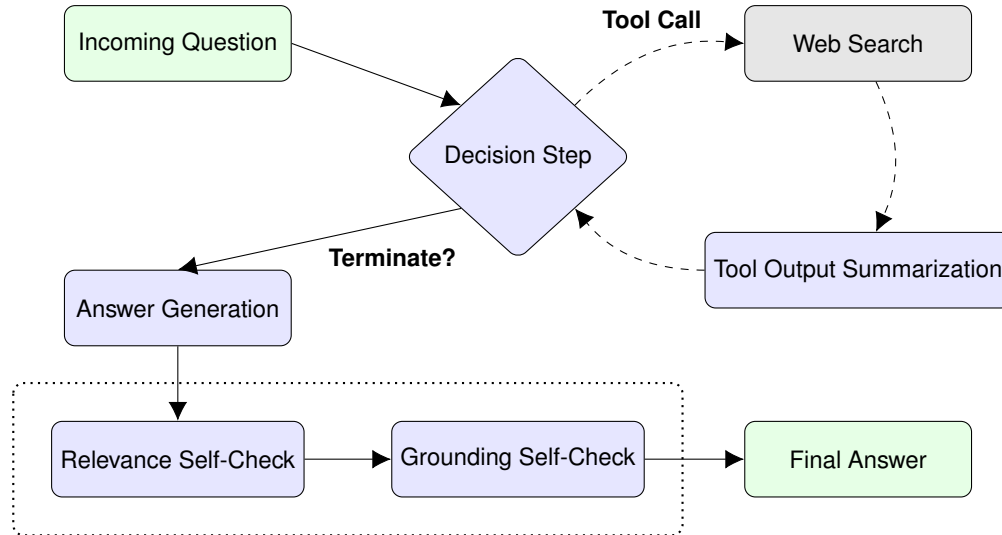 Incoming Question
Tool Call
Web Search
Decision Step
Terminate?
Tool Output Summarization
Answer Generation
Relevance Self-Check
Grounding Self-Check
Final Answer